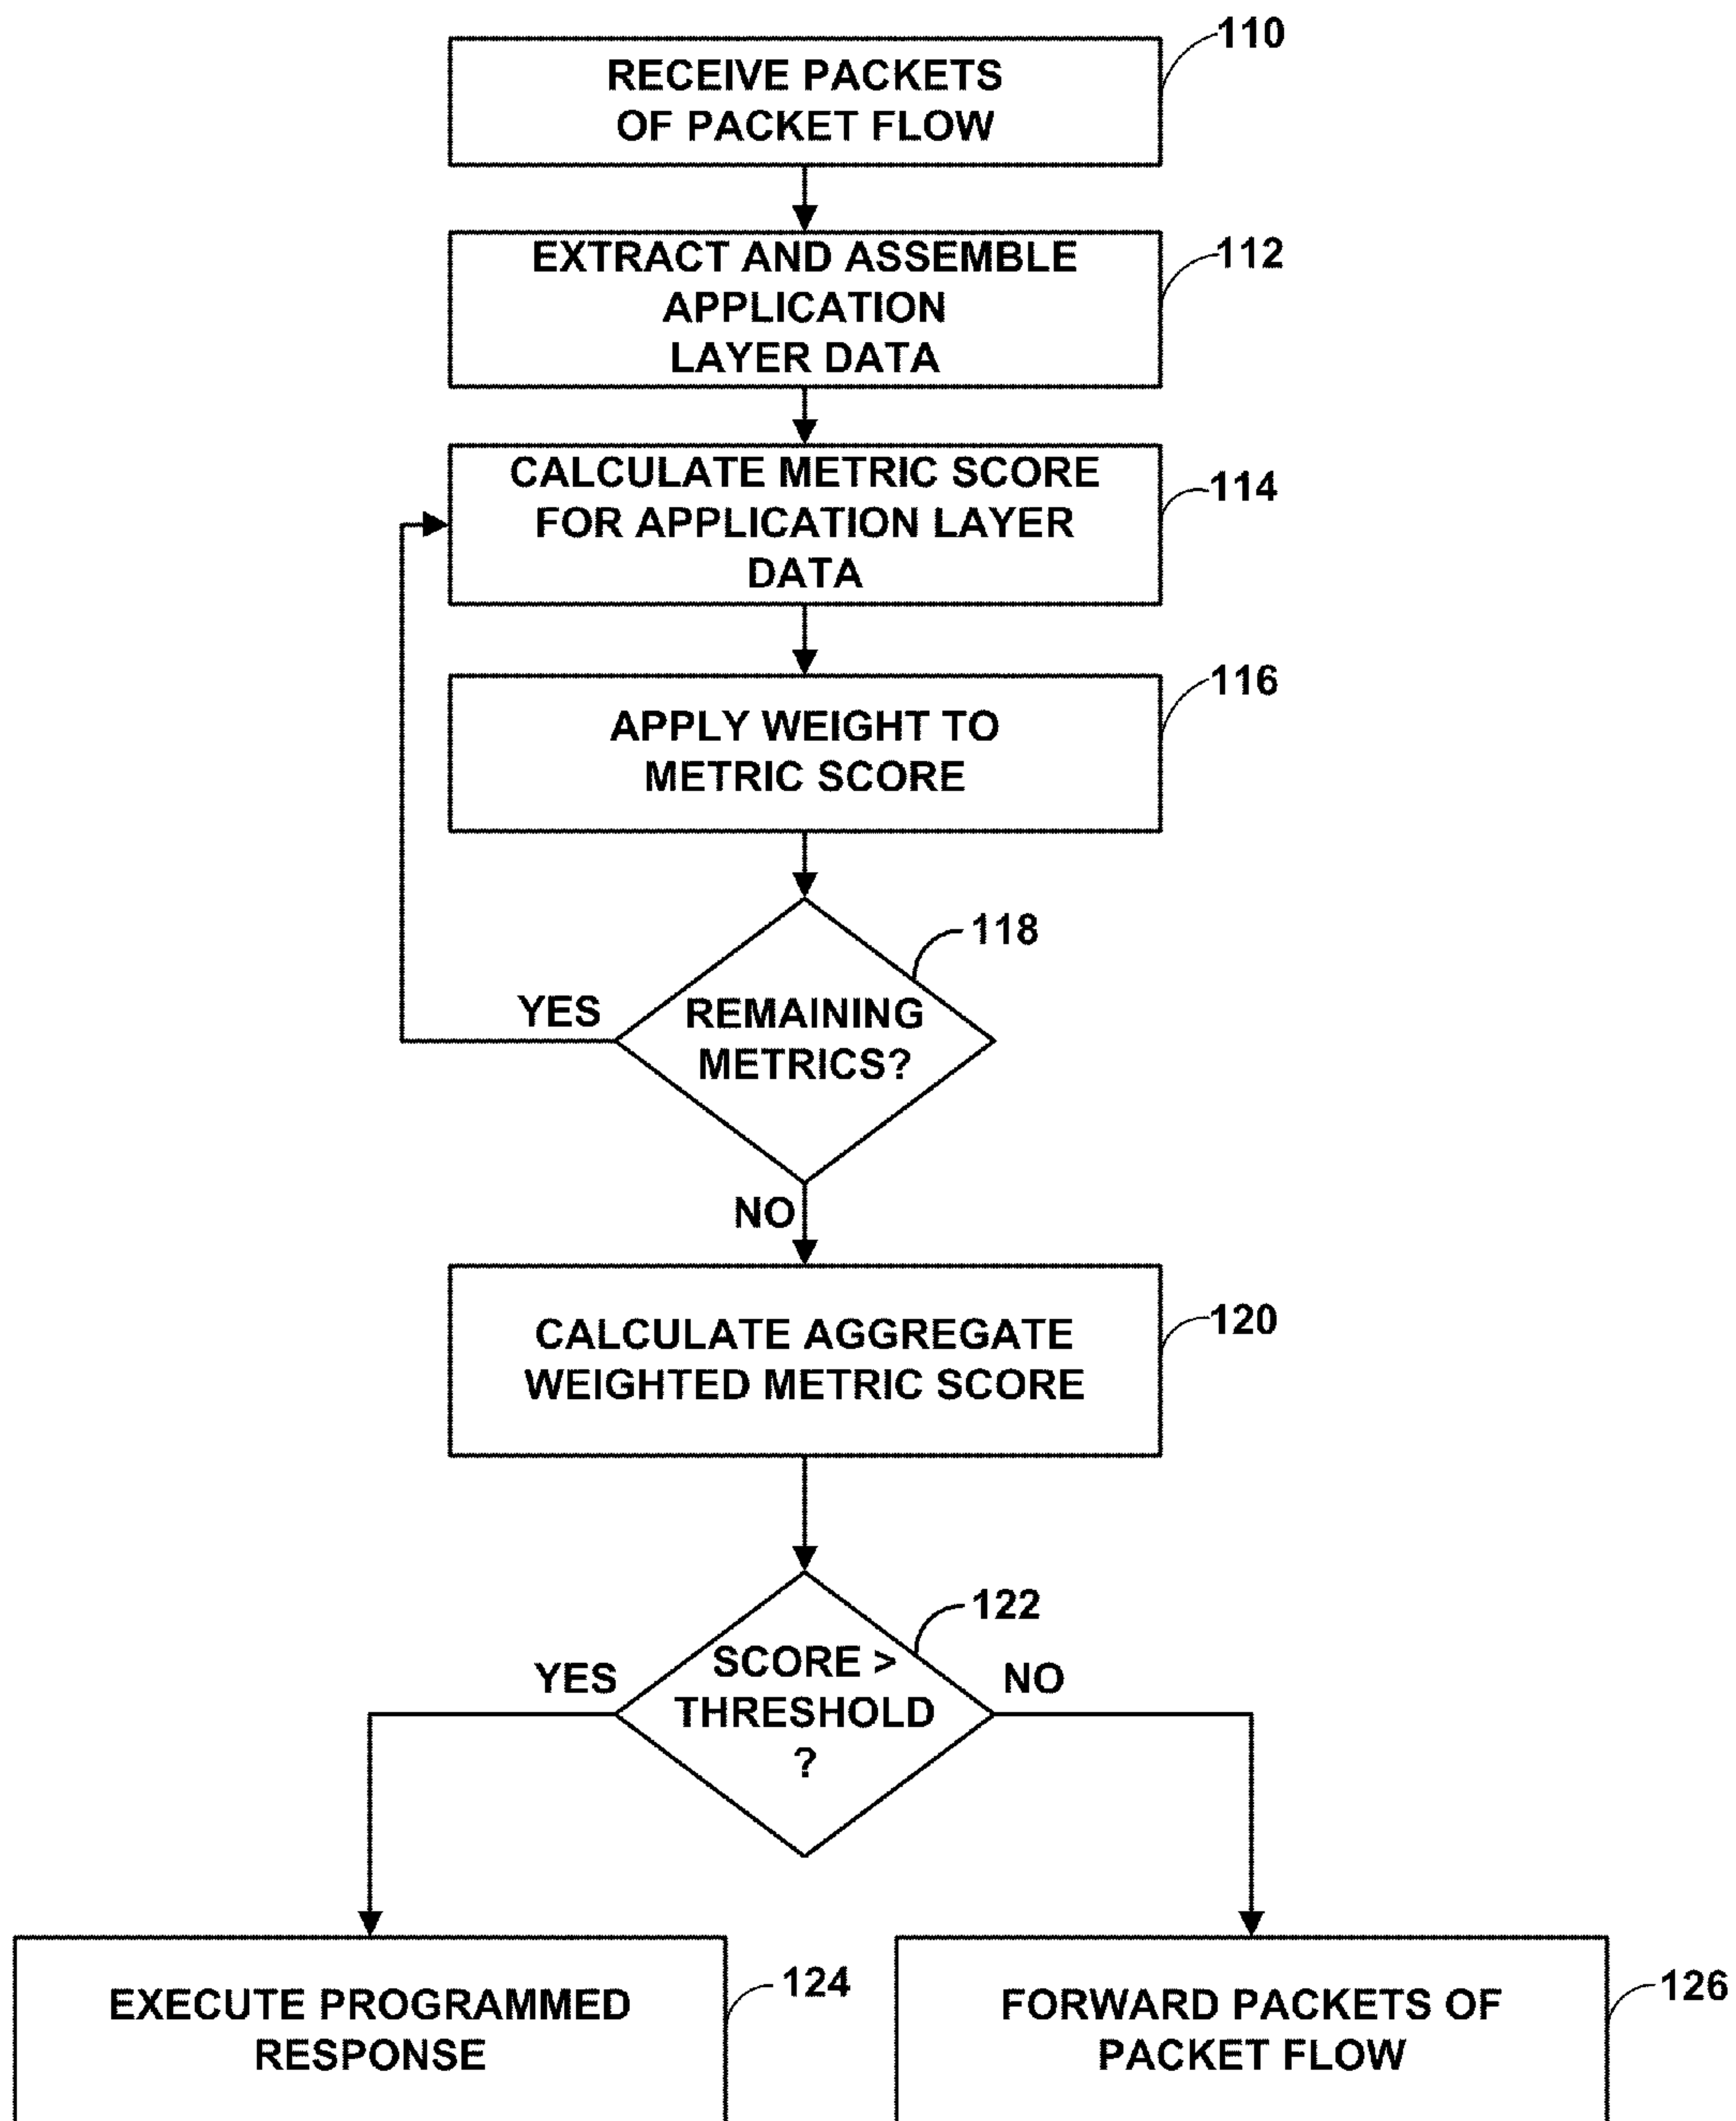 110
RECEIVE PACKETS
OF PACKET FLOW
112
EXTRACT AND ASSEMBLE
APPLICATION
LAYER DATA
114
CALCULATE METRIC SCORE
FOR APPLICATION LAYER
DATA
116
APPLY WEIGHT TO
METRIC SCORE
118
YES
REMAINING
METRICS?
NO
120
CALCULATE AGGREGATE
WEIGHTED METRIC SCORE
122
YES
SCORE >
THRESHOLD
?
NO
124
EXECUTE PROGRAMMED
RESPONSE
126
FORWARD PACKETS OF
PACKET FLOW